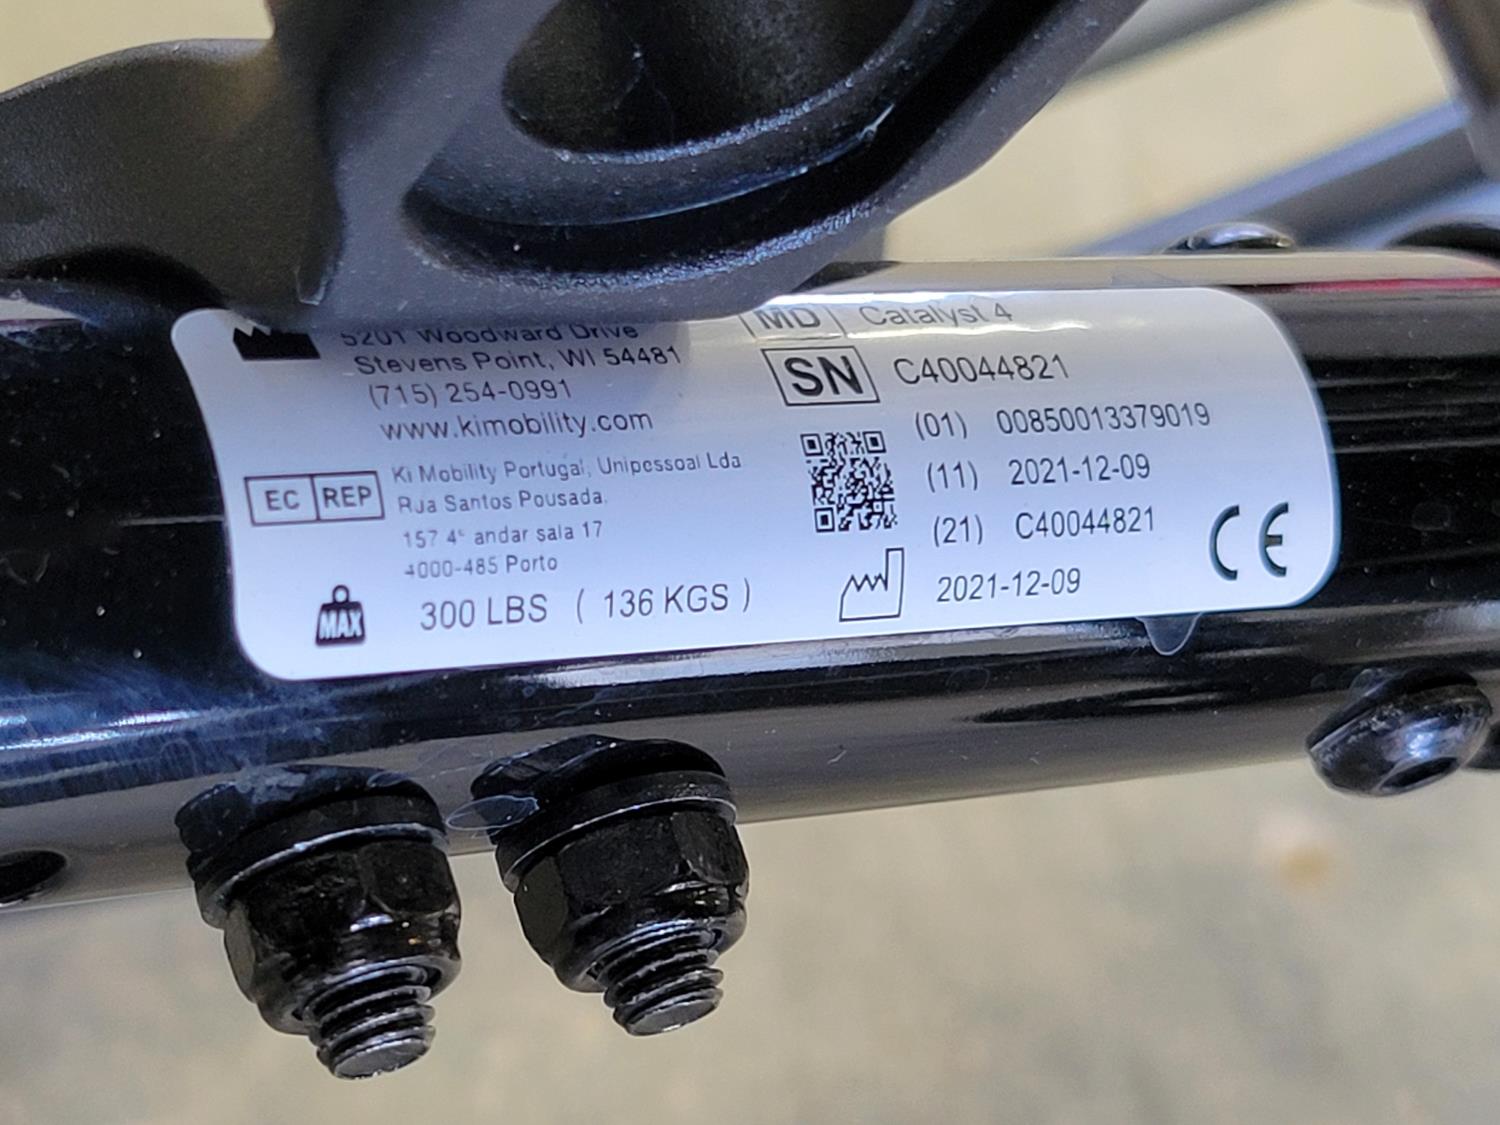 5201 Woodward Drive
Stevens Point, WI 54481
(715) 254-0991
www.kimobility.com
EC REP
Ki Mobility Portugal, Unipessoal Lda
Rua Santos Pousada,
157 4º andar sala 17
4000-485 Porto
MAX
300 LBS ( 136 KGS )
MD Catalyst 4
SN C40044821
(01) 00850013379019
(11) 2021-12-09
(21) C40044821
2021-12-09
CE